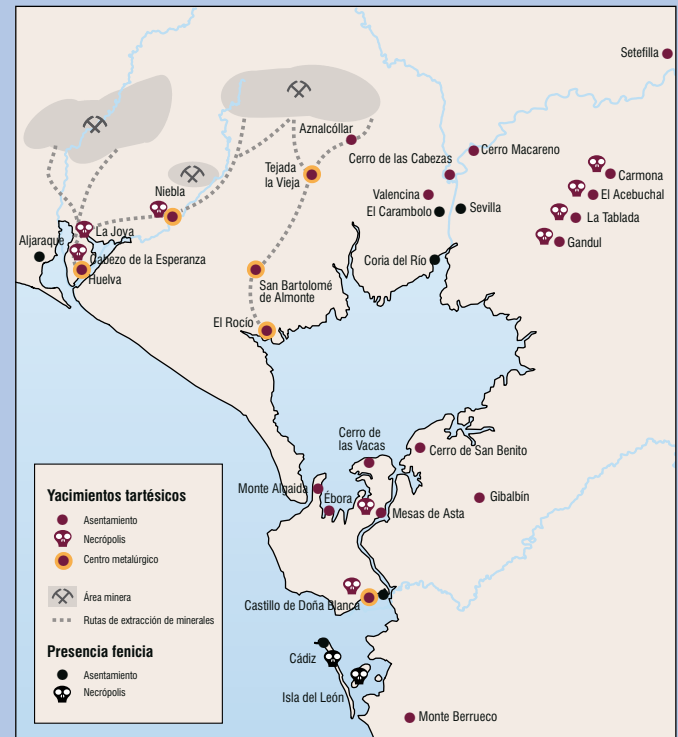 Setefilla
Aznalcóllar
Cerro Macareno
Cerro de las Cabezas
Tejada
la Vieja
Carmona
Niebla
Valencina
El Acebuchal
El Carambolo
Sevilla
La Tablada
La Joya
Aljaraque
Gandul
Cabezo de la Esperanza
Coria del Río
Huelva
San Bartolomé
de Almonte
El Rocío
Cerro de
las Vacas
Cerro de San Benito
Monte Algaida
Ébora
Gibalbín
Mesas de Asta
Castillo de Doña Blanca
Cádiz
Isla del León
Monte Berrueco
Yacimientos tartésicos
Asentamiento
Necrópolis
Centro metalúrgico
Área minera
Rutas de extracción de minerales
Presencia fenicia
Asentamiento
Necrópolis